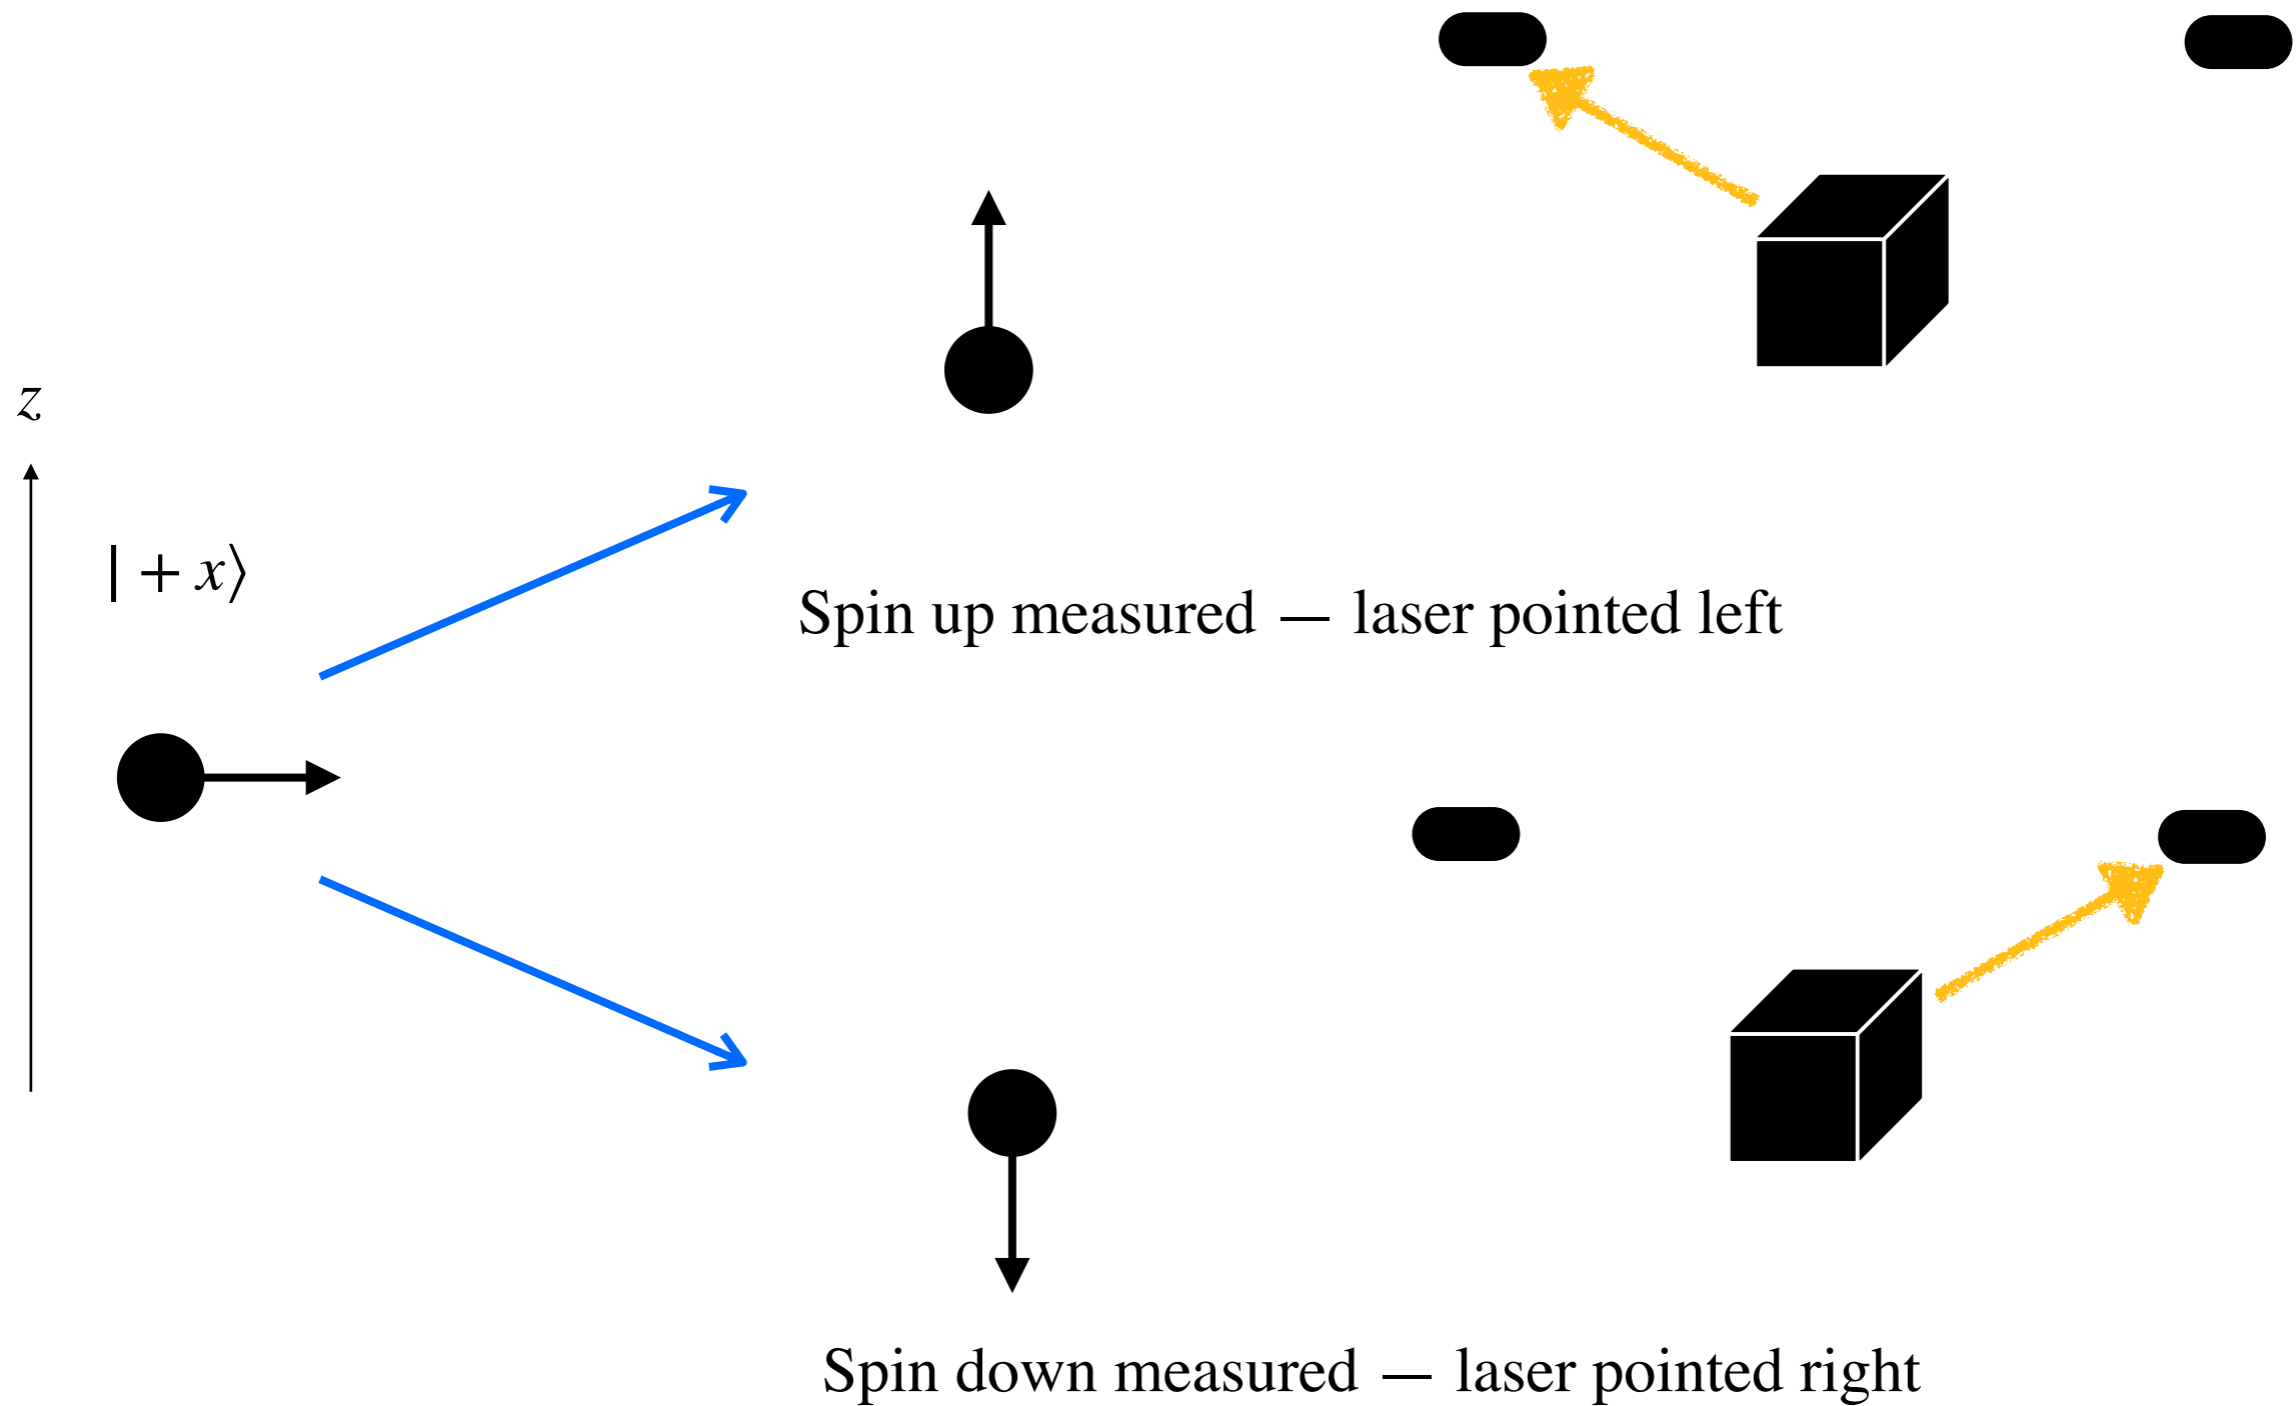 z
| + x⟩
Spin up measured — laser pointed left
Spin down measured — laser pointed right